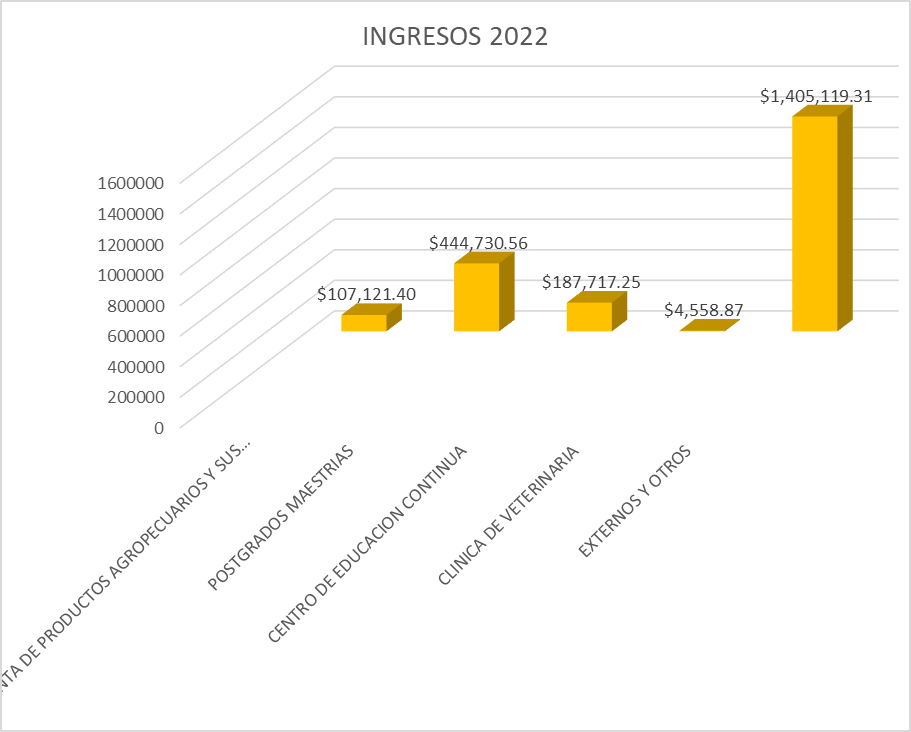 INGRESOS 2022
$1,405,119.31
$444,730.56
$187,717.25
$107,121.40
$4,558.87
1600000
1400000
1200000
1000000
800000
600000
400000
200000
0
DE PRODUCTOS AGROPECUARIOS Y SUS...
POSTGRADOS MAESTRIAS
CENTRO DE EDUCACION CONTINUA
CLINICA DE VETERINARIA
EXTERNOS Y OTROS